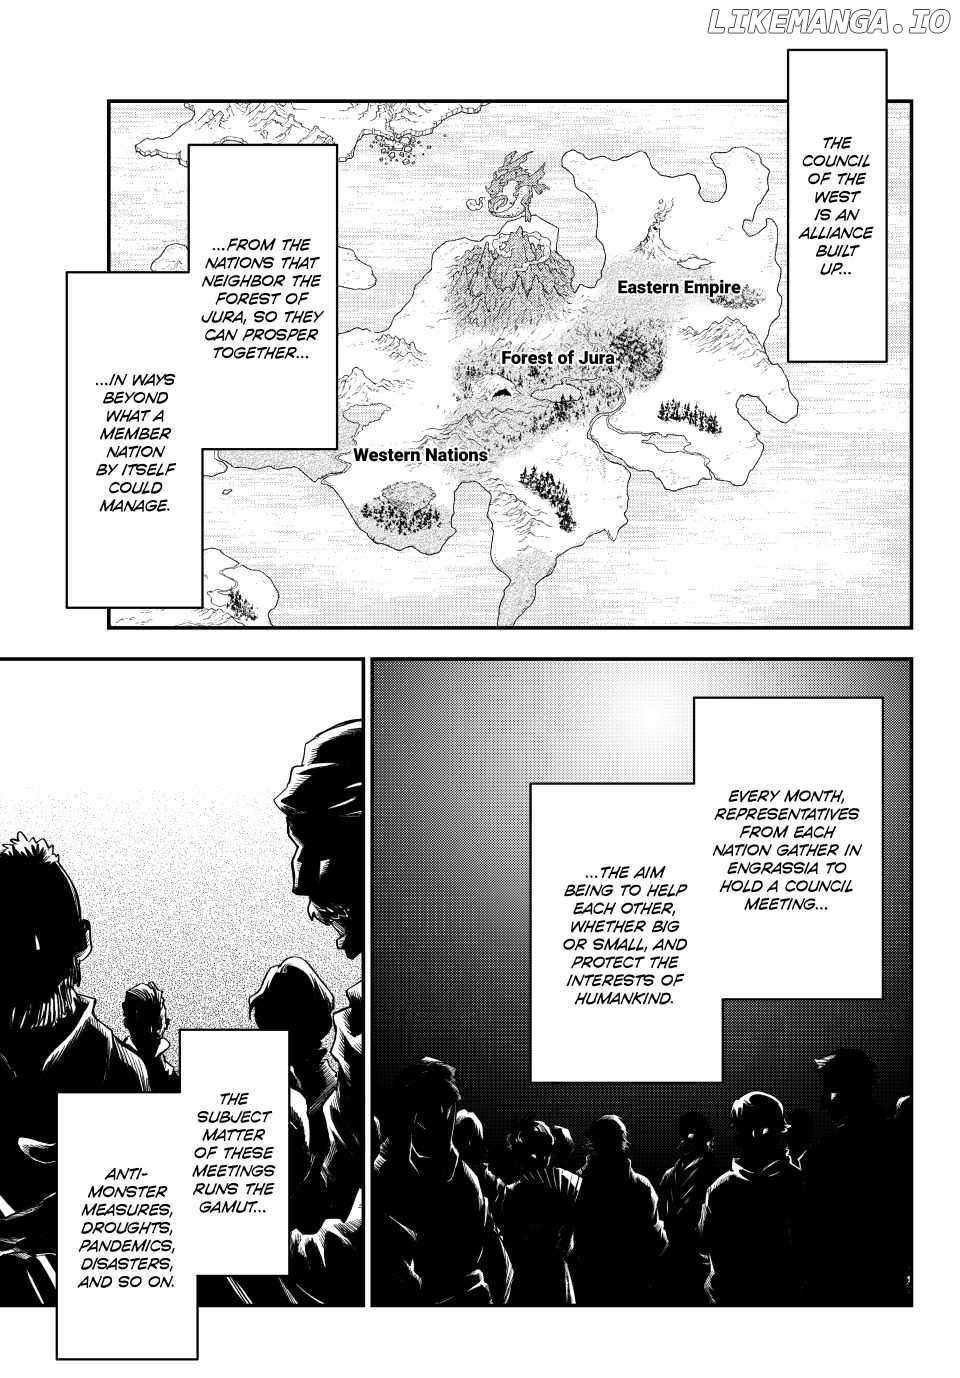 LIKEMANGA.IO
THE
COUNCIL
OF THE
WEST
IS AN
ALLIANCE
BUILT
UP...
...FROM THE
NATIONS THAT
NEIGHBOR THE
FOREST OF
JURA, SO THEY
CAN PROSPER
TOGETHER...
...IN WAYS
BEYOND
WHAT A
MEMBER
NATION
BY ITSELF
COULD
MANAGE.
Eastern Empire
Forest of Jura
Western Nations
EVERY MONTH,
REPRESENTATIVES
FROM EACH
NATION GATHER IN
ENGRASSIA TO
HOLD A COUNCIL
MEETING...
...THE AIM
BEING TO HELP
EACH OTHER,
WHETHER BIG
OR SMALL, AND
PROTECT THE
INTERESTS OF
HUMANKIND.
THE
SUBJECT
MATTER
OF THESE
MEETINGS
RUNS THE
GAMUT...
ANTI-
MONSTER
MEASURES,
DROUGHTS,
PANDEMICS,
DISASTERS,
AND SO ON.